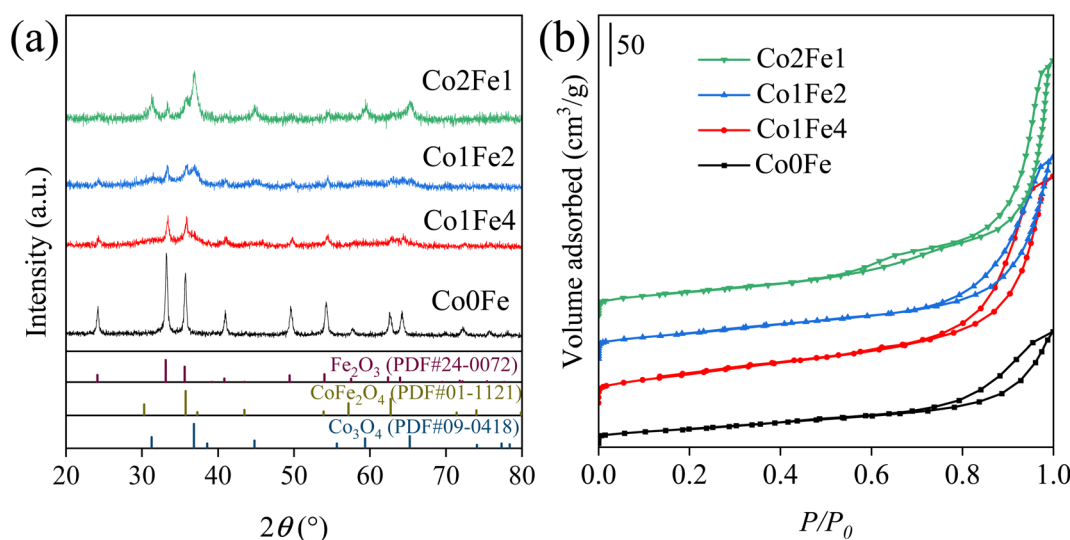 (a)
Co2Fe1
Co1Fe2
Co1Fe4
Co0Fe
Intensity (a.u.)
Fe₂O₃ (PDF#24-0072)
CoFe₂O₄ (PDF#01-1121)
Co₃O₄ (PDF#09-0418)
20 30 40 50 60 70 80
2θ (°)
(b)
50
Co2Fe1
Co1Fe2
Co1Fe4
Co0Fe
Volume adsorbed (cm³/g)
0.0 0.2 0.4 0.6 0.8 1.0
P/P₀